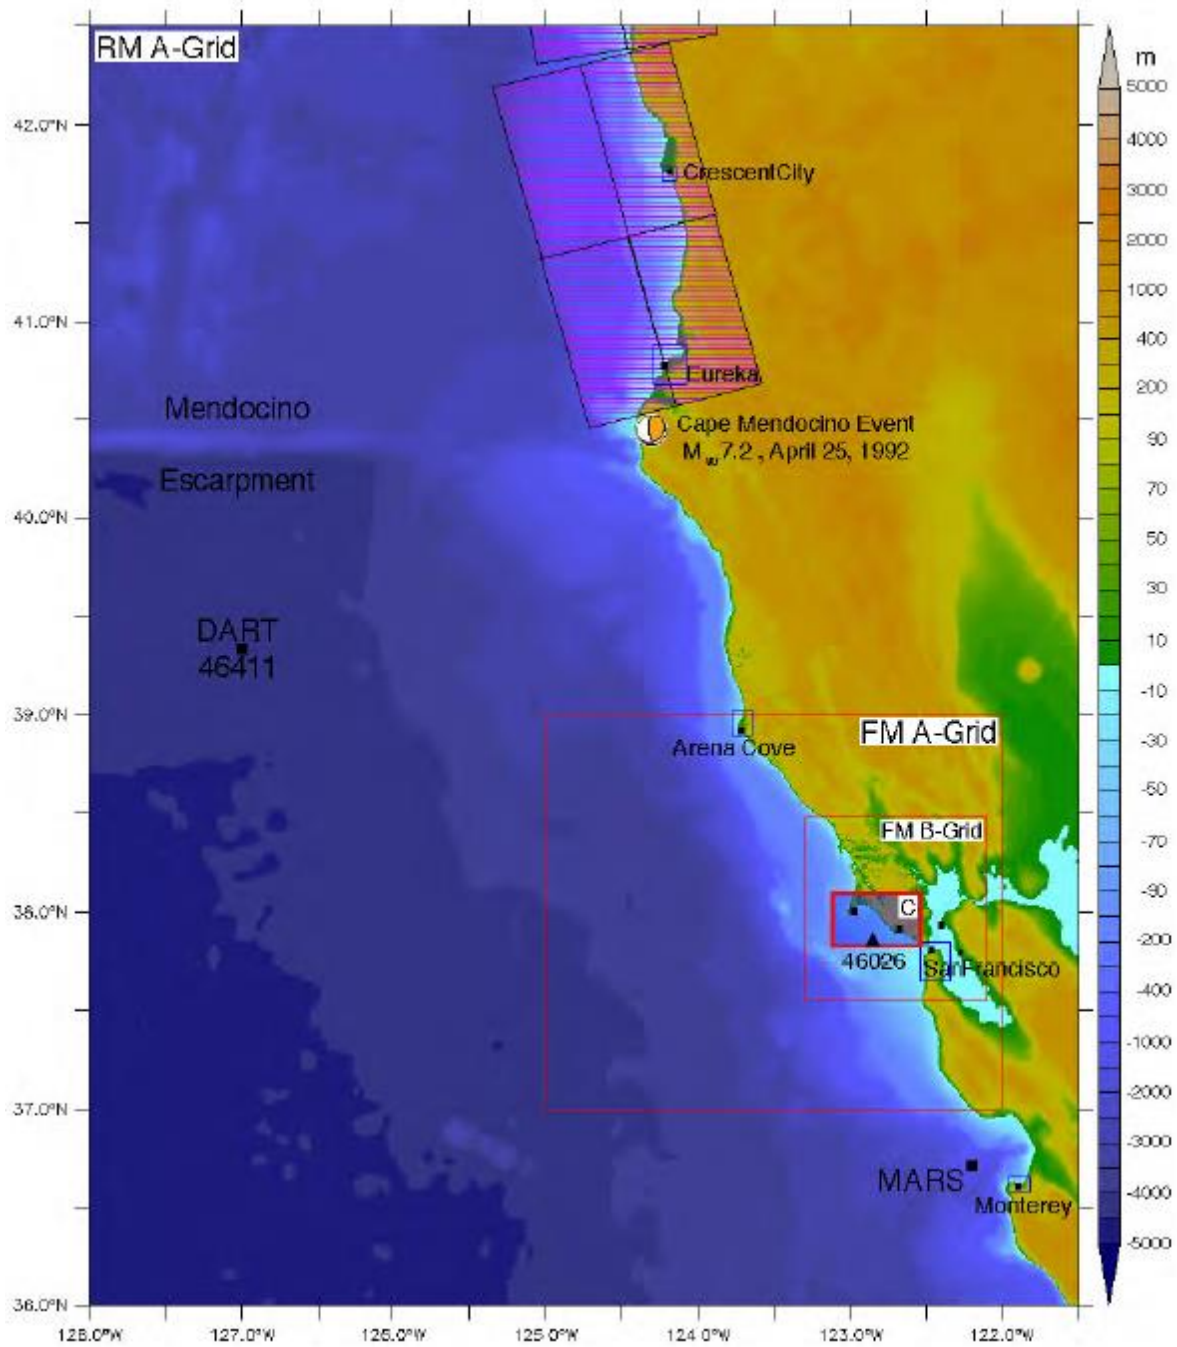 RM A-Grid
m
5000
4000
3000
2000
1000
400
200
90
70
50
30
10
-10
-30
-50
-70
-90
-200
-400
-1000
-2000
-3000
-4000
-5000
42.0°N
41.0°N
40.0°N
39.0°N
38.0°N
37.0°N
36.0°N
CrescentCity
Eureka
Mendocino
Escarpment
Cape Mendocino Event
Mw7.2, April 25, 1992
DART
46411
FM A-Grid
Arena Cove
FM B-Grid
C
46026
SanFrancisco
MARS
Monterey
128.0°W 127.0°W 126.0°W 125.0°W 124.0°W 123.0°W 122.0°W